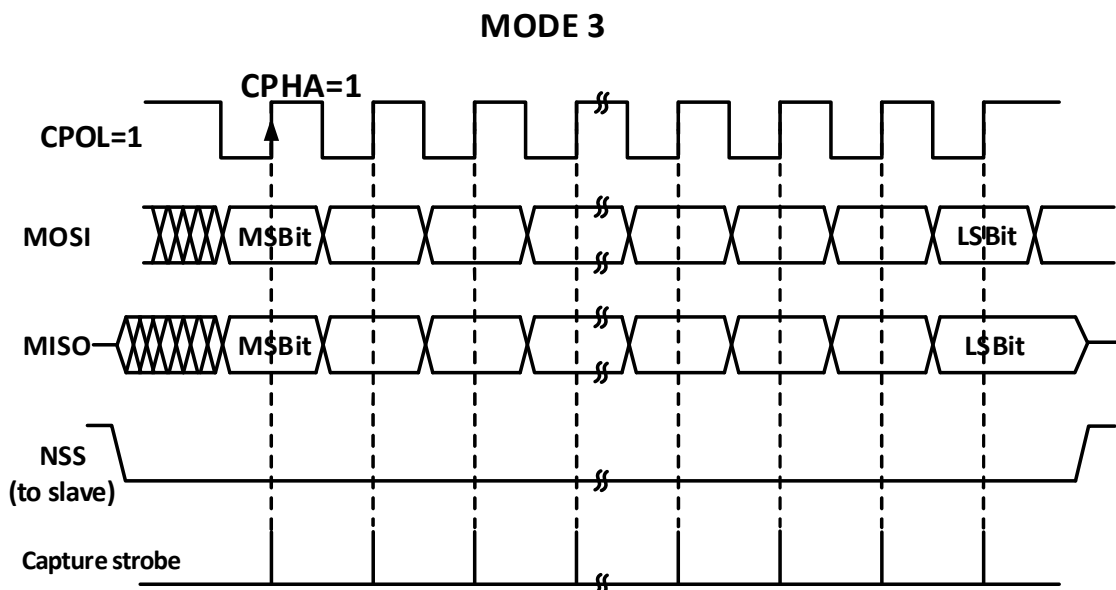 MODE 3
CPHA=1
CPOL=1
MOSI
MSBit
LSBit
MISO
MSBit
LSBit
NSS
(to slave)
Capture strobe